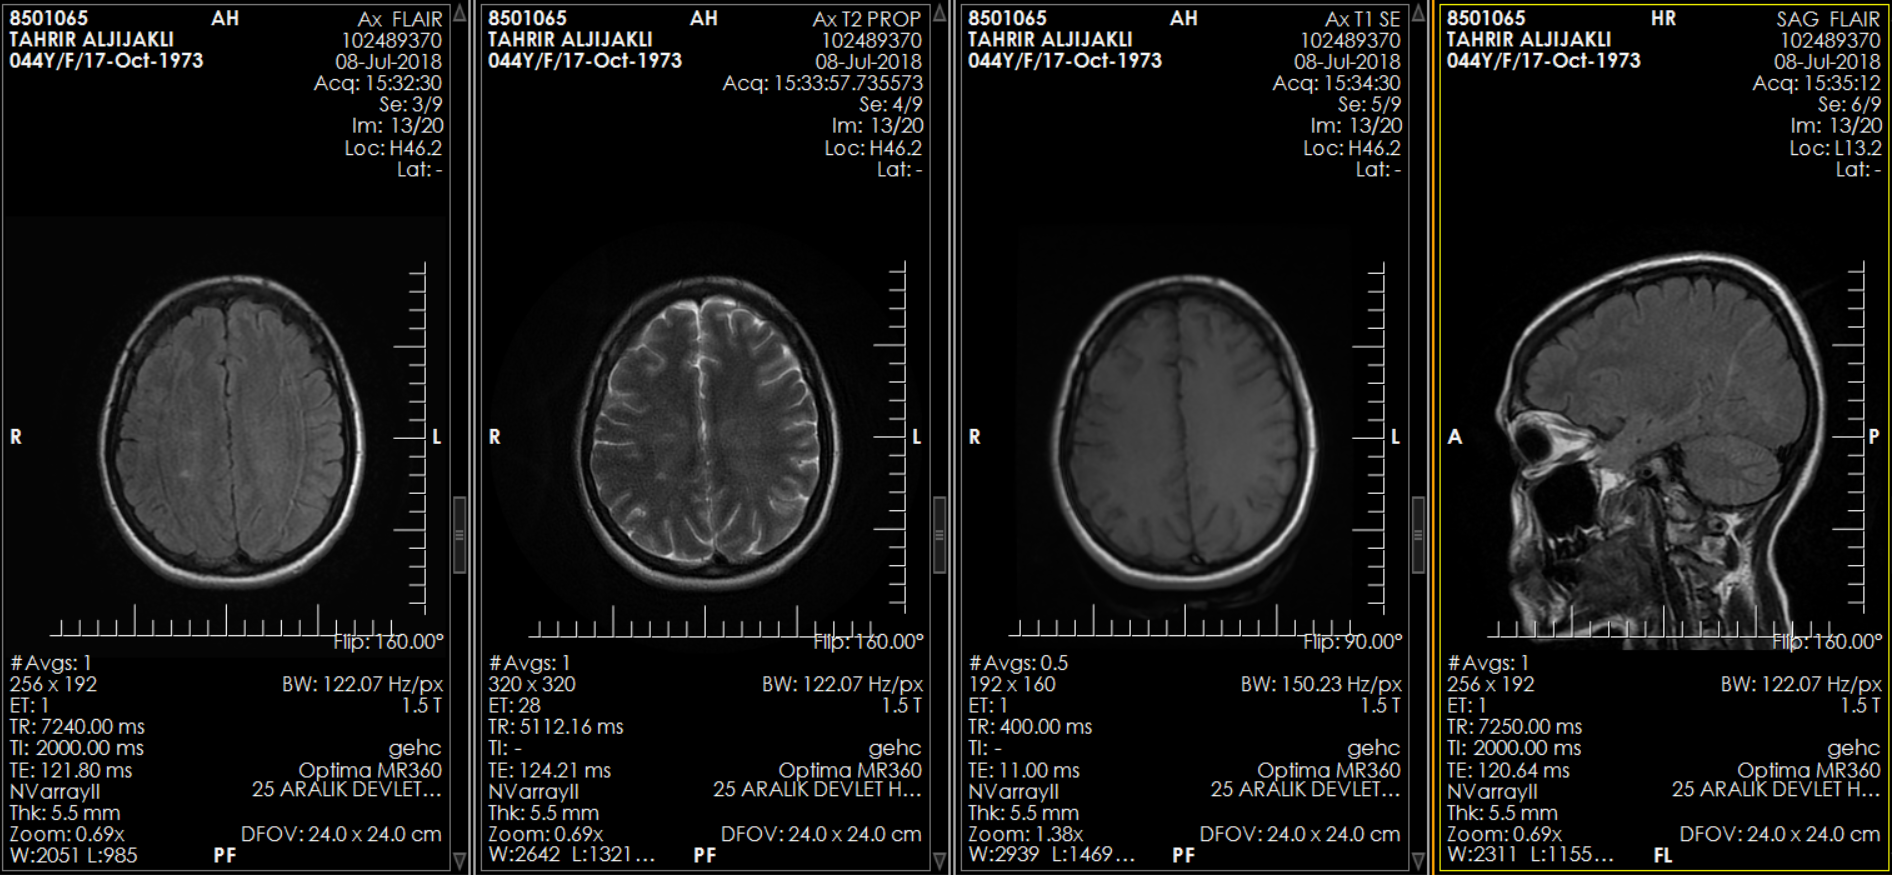 8501065 AH Ax FLAIR
TAHRIR ALJIJAKLI 102489370
044Y/F/17-Oct-1973 08-Jul-2018
Acq: 15:32:30
Se: 3/9
Im: 13/20
Loc: H46.2
Lat: -
R L
Flip: 160.00°
#Avgs: 1
256 x 192 BW: 122.07 Hz/px
ET: 1 1.5 T
TR: 7240.00 ms
TI: 2000.00 ms gehc
TE: 121.80 ms Optima MR360
NVarrayII 25 ARALIK DEVLET...
Thk: 5.5 mm
Zoom: 0.69x DFOV: 24.0 x 24.0 cm
W:2051 L:985 PF
8501065 AH Ax T2 PROP
TAHRIR ALJIJAKLI 102489370
044Y/F/17-Oct-1973 08-Jul-2018
Acq: 15:33:57.735573
Se: 4/9
Im: 13/20
Loc: H46.2
Lat: -
R L
Flip: 160.00°
#Avgs: 1
320 x 320 BW: 122.07 Hz/px
ET: 28 1.5 T
TR: 5112.16 ms
TI: - gehc
TE: 124.21 ms Optima MR360
NVarrayII 25 ARALIK DEVLET H...
Thk: 5.5 mm
Zoom: 0.69x DFOV: 24.0 x 24.0 cm
W:2642 L:1321... PF
8501065 AH Ax T1 SE
TAHRIR ALJIJAKLI 102489370
044Y/F/17-Oct-1973 08-Jul-2018
Acq: 15:34:30
Se: 5/9
Im: 13/20
Loc: H46.2
Lat: -
R L
Flip: 90.00°
#Avgs: 0.5
192 x 160 BW: 150.23 Hz/px
ET: 1 1.5 T
TR: 400.00 ms
TI: - gehc
TE: 11.00 ms Optima MR360
NVarrayII 25 ARALIK DEVLET...
Thk: 5.5 mm
Zoom: 1.38x DFOV: 24.0 x 24.0 cm
W:2939 L:1469... PF
8501065 HR SAG FLAIR
TAHRIR ALJIJAKLI 102489370
044Y/F/17-Oct-1973 08-Jul-2018
Acq: 15:35:12
Se: 6/9
Im: 13/20
Loc: L13.2
Lat: -
A P
Flip: 160.00°
#Avgs: 1
256 x 192 BW: 122.07 Hz/px
ET: 1 1.5 T
TR: 7250.00 ms
TI: 2000.00 ms gehc
TE: 120.64 ms Optima MR360
NVarrayII 25 ARALIK DEVLET H...
Thk: 5.5 mm
Zoom: 0.69x DFOV: 24.0 x 24.0 cm
W:2311 L:1155... FL